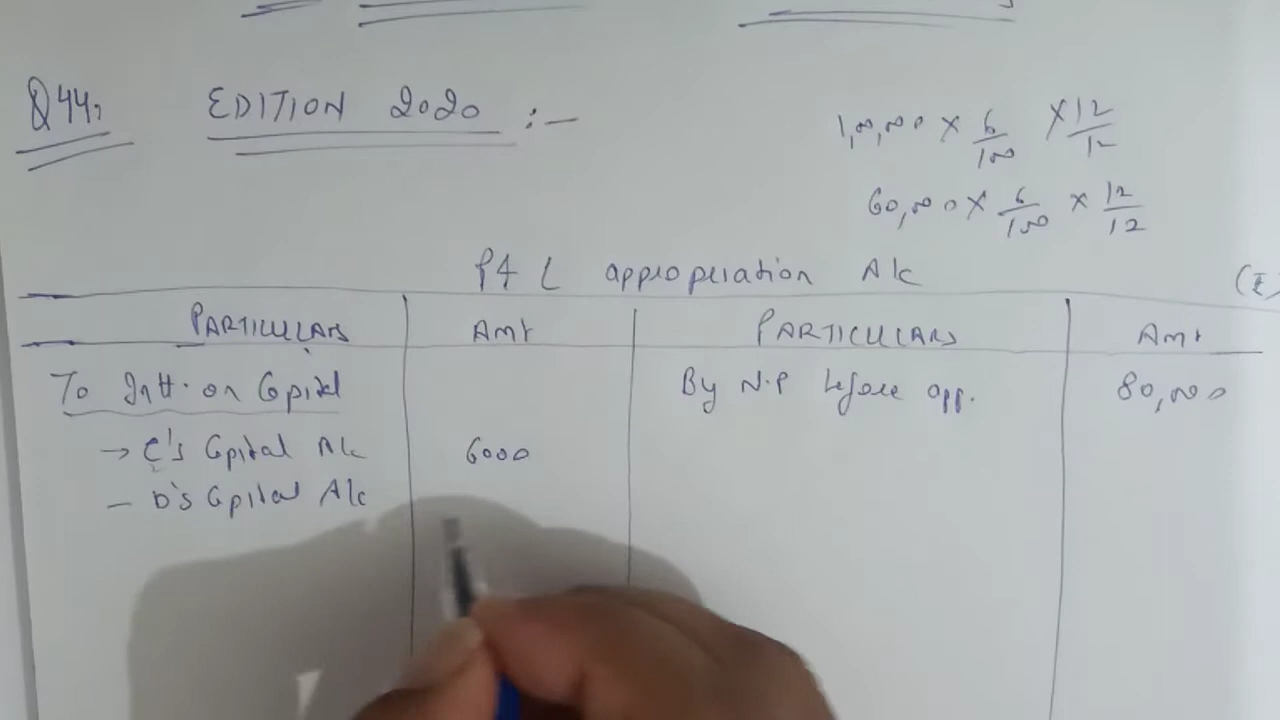 Q44, EDITION 2020 :-
1,00,000 × 6/100 × 12/12
60,000 × 6/100 × 12/12
P & L appropriation A/c (₹)
PARTICULARS Amt PARTICULARS Amt
To Intt. on Capital By N.P before app. 80,000
→ C's Capital A/c 6000
– D's Capital A/c